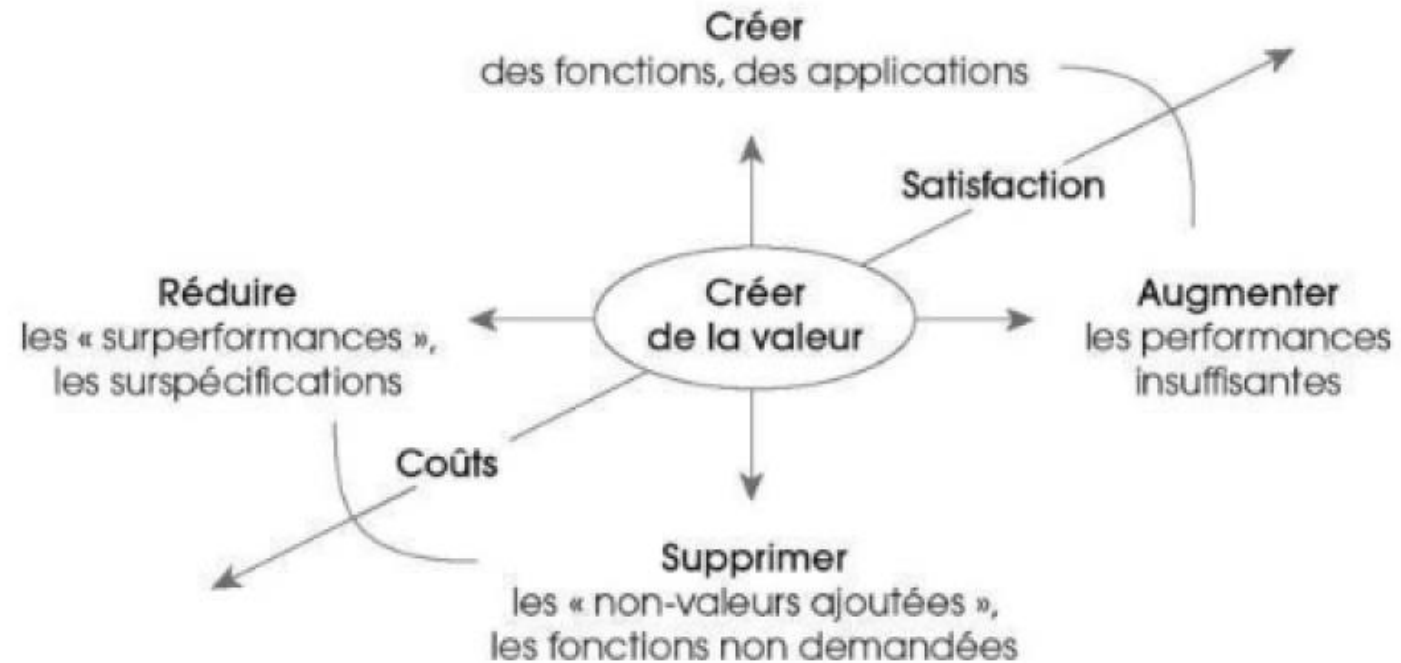 Créer
des fonctions, des applications
Satisfaction
Réduire
les « surperformances »,
les surspécifications
Créer
de la valeur
Augmenter
les performances
insuffisantes
Coûts
Supprimer
les « non-valeurs ajoutées »,
les fonctions non demandées